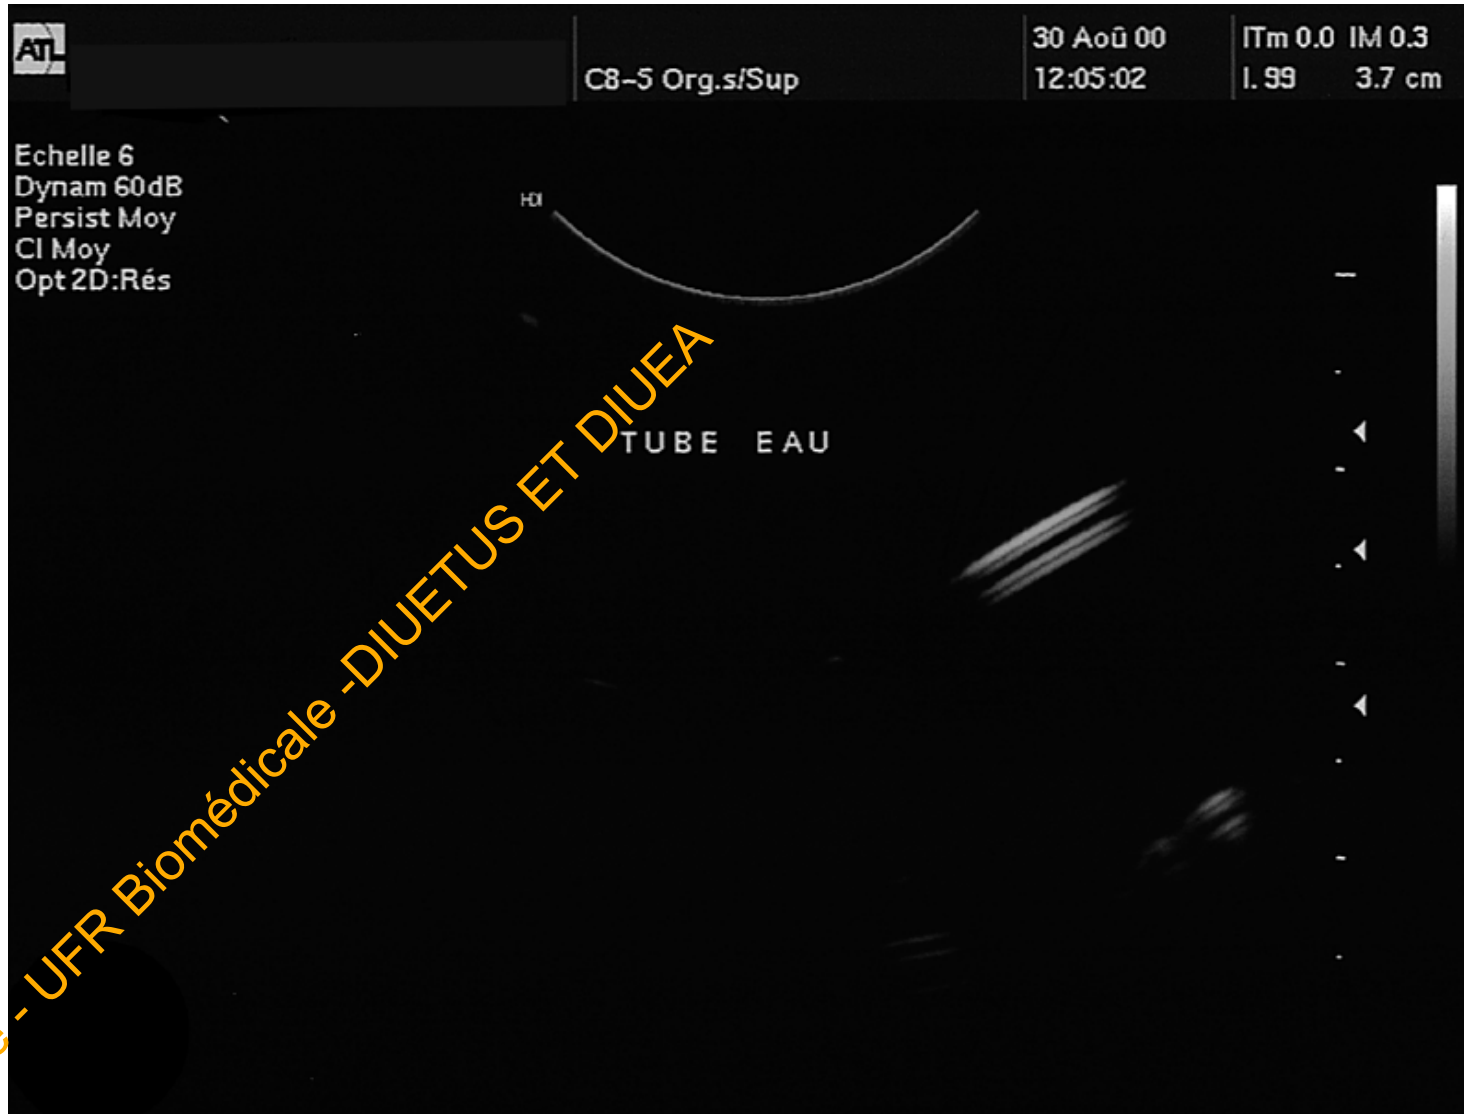 ATL
C8-5 Org.s/Sup
30 Aoû 00
12:05:02
ITm 0.0 IM 0.3
I. 99 3.7 cm
Echelle 6
Dynam 60dB
Persist Moy
CI Moy
Opt 2D:Rés
HDI
TUBE EAU
- UFR Biomédicale -DIUETUS ET DIUEA